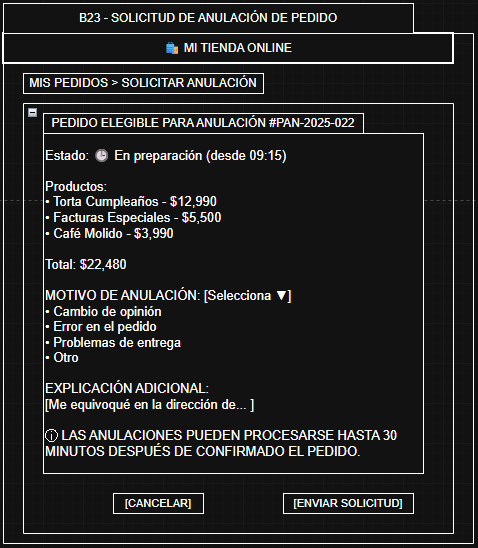 B23 - SOLICITUD DE ANULACIÓN DE PEDIDO
🛍️ MI TIENDA ONLINE
MIS PEDIDOS > SOLICITAR ANULACIÓN
PEDIDO ELEGIBLE PARA ANULACIÓN #PAN-2025-022
Estado: 🕒 En preparación (desde 09:15)
Productos:
• Torta Cumpleaños - $12,990
• Facturas Especiales - $5,500
• Café Molido - $3,990
Total: $22,480
MOTIVO DE ANULACIÓN: [Selecciona ▼]
• Cambio de opinión
• Error en el pedido
• Problemas de entrega
• Otro
EXPLICACIÓN ADICIONAL:
[Me equivoqué en la dirección de... ]
ⓘ LAS ANULACIONES PUEDEN PROCESARSE HASTA 30
MINUTOS DESPUÉS DE CONFIRMADO EL PEDIDO.
[CANCELAR] [ENVIAR SOLICITUD]